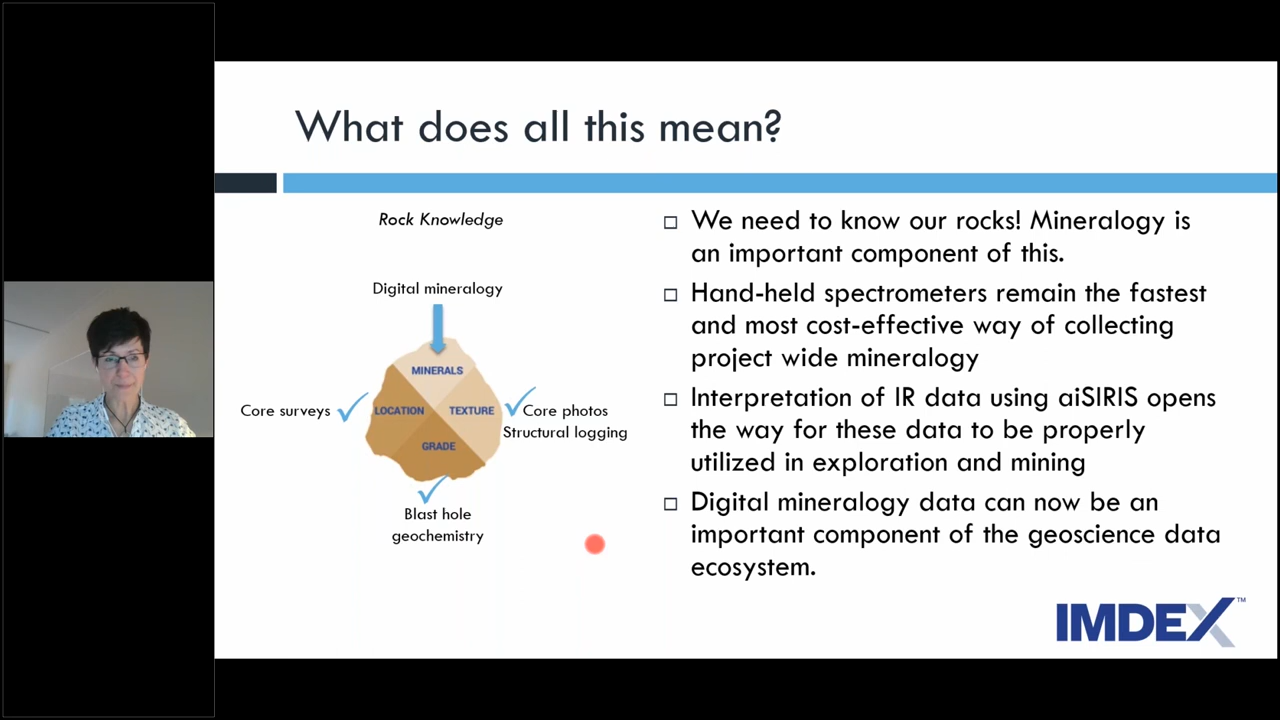 What does all this mean?
Rock Knowledge
Digital mineralogy
MINERALS
LOCATION
TEXTURE
GRADE
Core surveys
Core photos
Structural logging
Blast hole
geochemistry
□ We need to know our rocks! Mineralogy is
an important component of this.
□ Hand-held spectrometers remain the fastest
and most cost-effective way of collecting
project wide mineralogy
□ Interpretation of IR data using aiSIRIS opens
the way for these data to be properly
utilized in exploration and mining
□ Digital mineralogy data can now be an
important component of the geoscience data
ecosystem.
IMDEX™